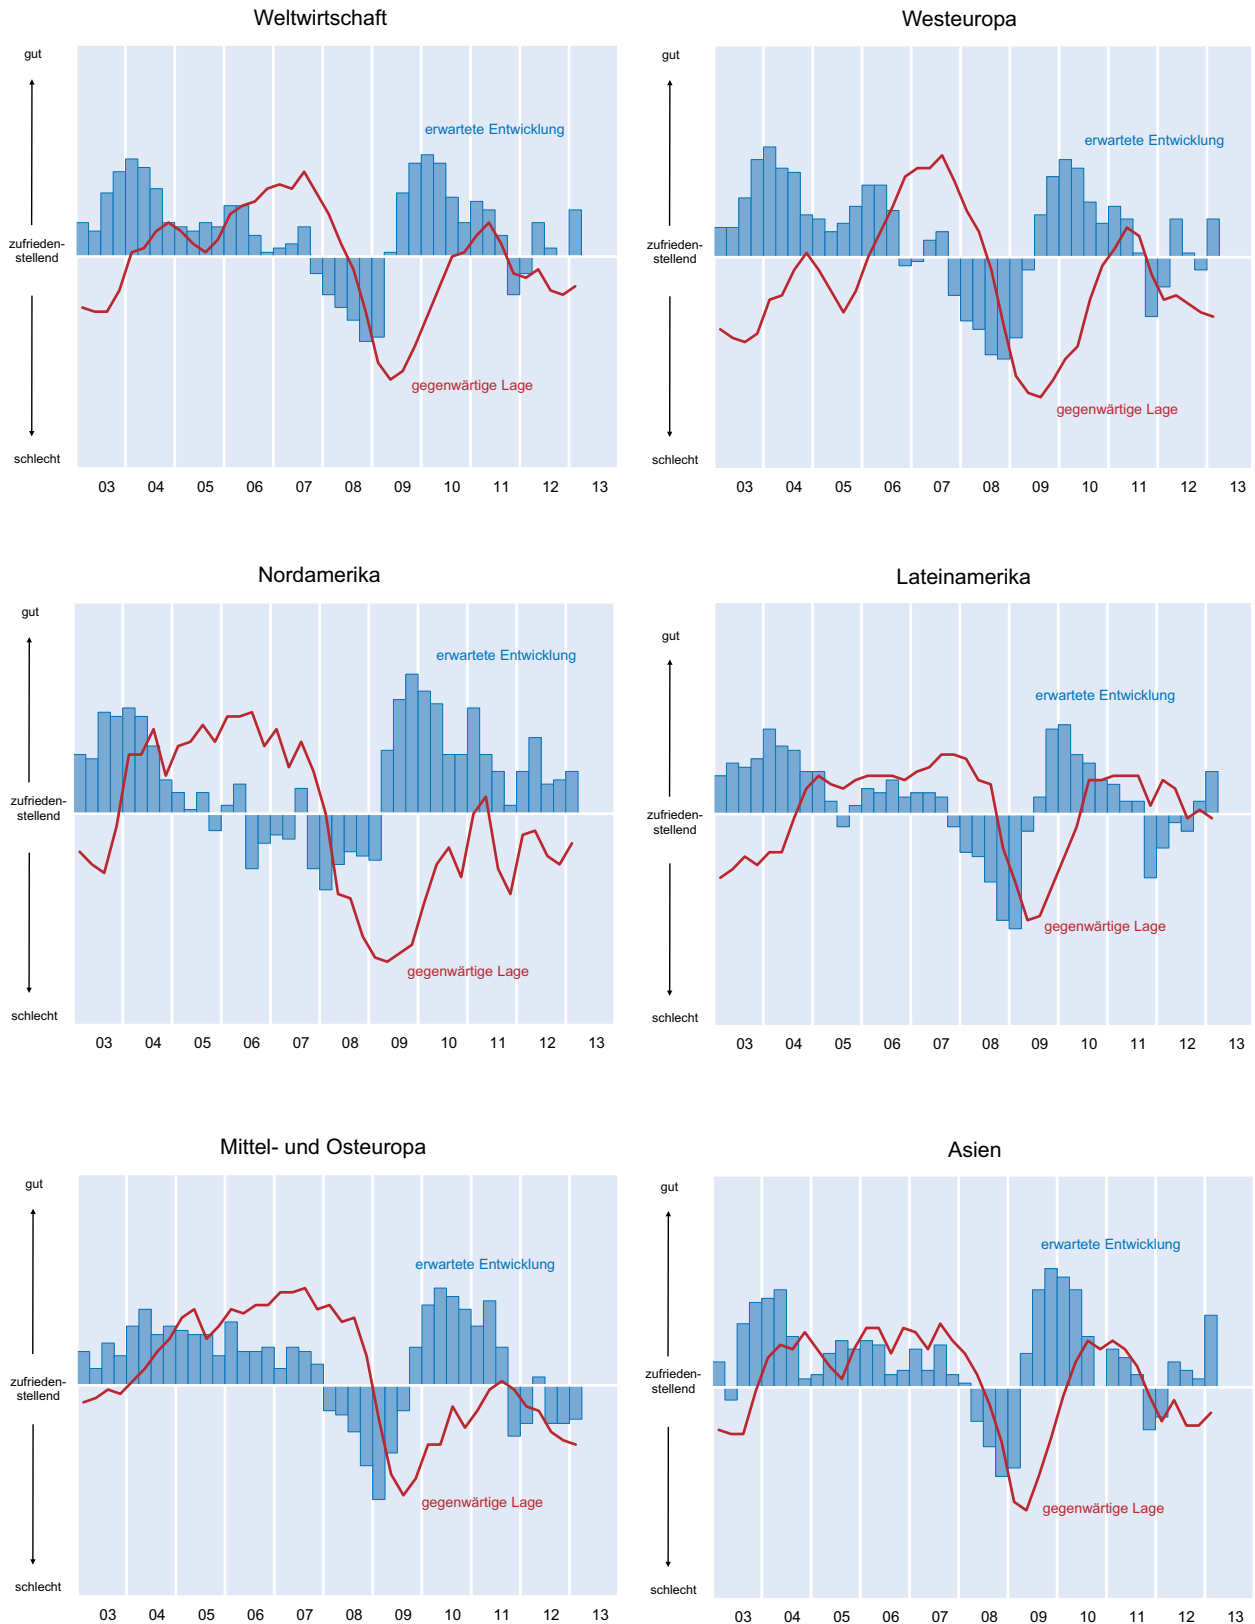 Weltwirtschaft
gut
erwartete Entwicklung
zufrieden-
stellend
gegenwärtige Lage
schlecht
03 04 05 06 07 08 09 10 11 12 13
Westeuropa
gut
erwartete Entwicklung
zufrieden-
stellend
gegenwärtige Lage
schlecht
03 04 05 06 07 08 09 10 11 12 13
Nordamerika
gut
erwartete Entwicklung
zufrieden-
stellend
gegenwärtige Lage
schlecht
03 04 05 06 07 08 09 10 11 12 13
Lateinamerika
gut
erwartete Entwicklung
zufrieden-
stellend
gegenwärtige Lage
schlecht
03 04 05 06 07 08 09 10 11 12 13
Mittel- und Osteuropa
gut
erwartete Entwicklung
zufrieden-
stellend
gegenwärtige Lage
schlecht
03 04 05 06 07 08 09 10 11 12 13
Asien
gut
erwartete Entwicklung
zufrieden-
stellend
gegenwärtige Lage
schlecht
03 04 05 06 07 08 09 10 11 12 13